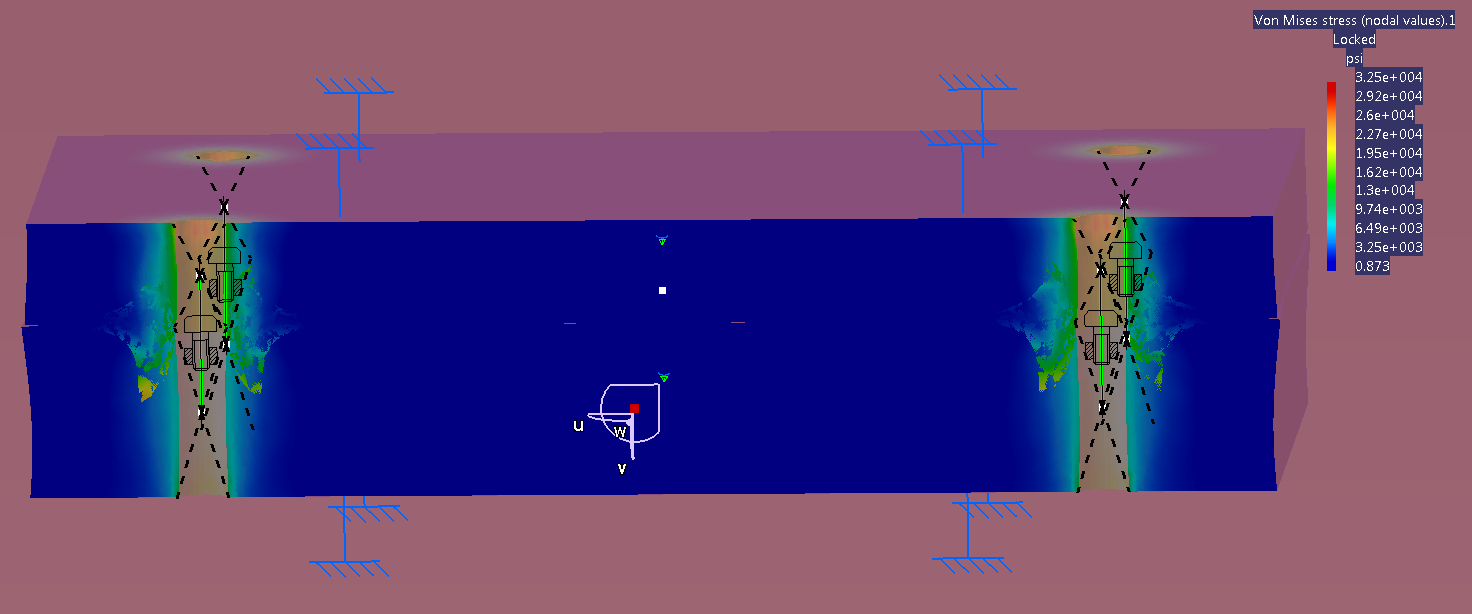 Von Mises stress (nodal values).1
Locked
psi
3.25e+004
2.92e+004
2.6e+004
2.27e+004
1.95e+004
1.62e+004
1.3e+004
9.74e+003
6.49e+003
3.25e+003
0.873
u
w
v